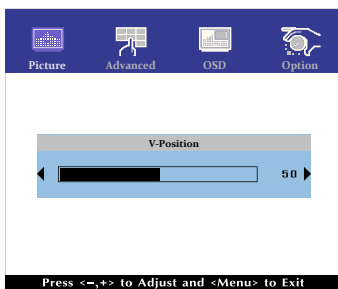 Picture Advanced OSD Option
V-Position
50
Press <–,+> to Adjust and <Menu> to Exit